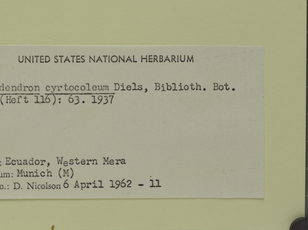 UNITED STATES NATIONAL HERBARIUM
dendron cyrtocoleum Diels, Biblioth. Bot.
(Heft 116): 63. 1937
: Ecuador, Western Mera
um: Munich (M)
o.: D. Nicolson 6 April 1962 - 11